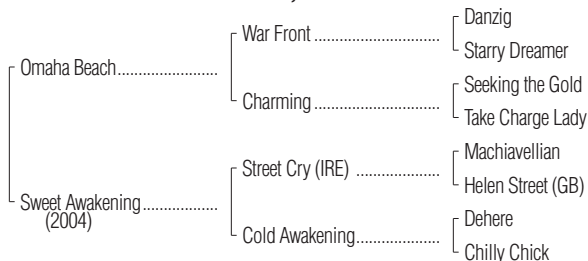 Danzig
War Front ........................
Starry Dreamer
Omaha Beach.........................
Seeking the Gold
Charming .........................
Take Charge Lady
Machiavellian
Street Cry (IRE) ....................
Helen Street (GB)
Sweet Awakening...................
(2004)
Dehere
Cold Awakening....................
Chilly Chick